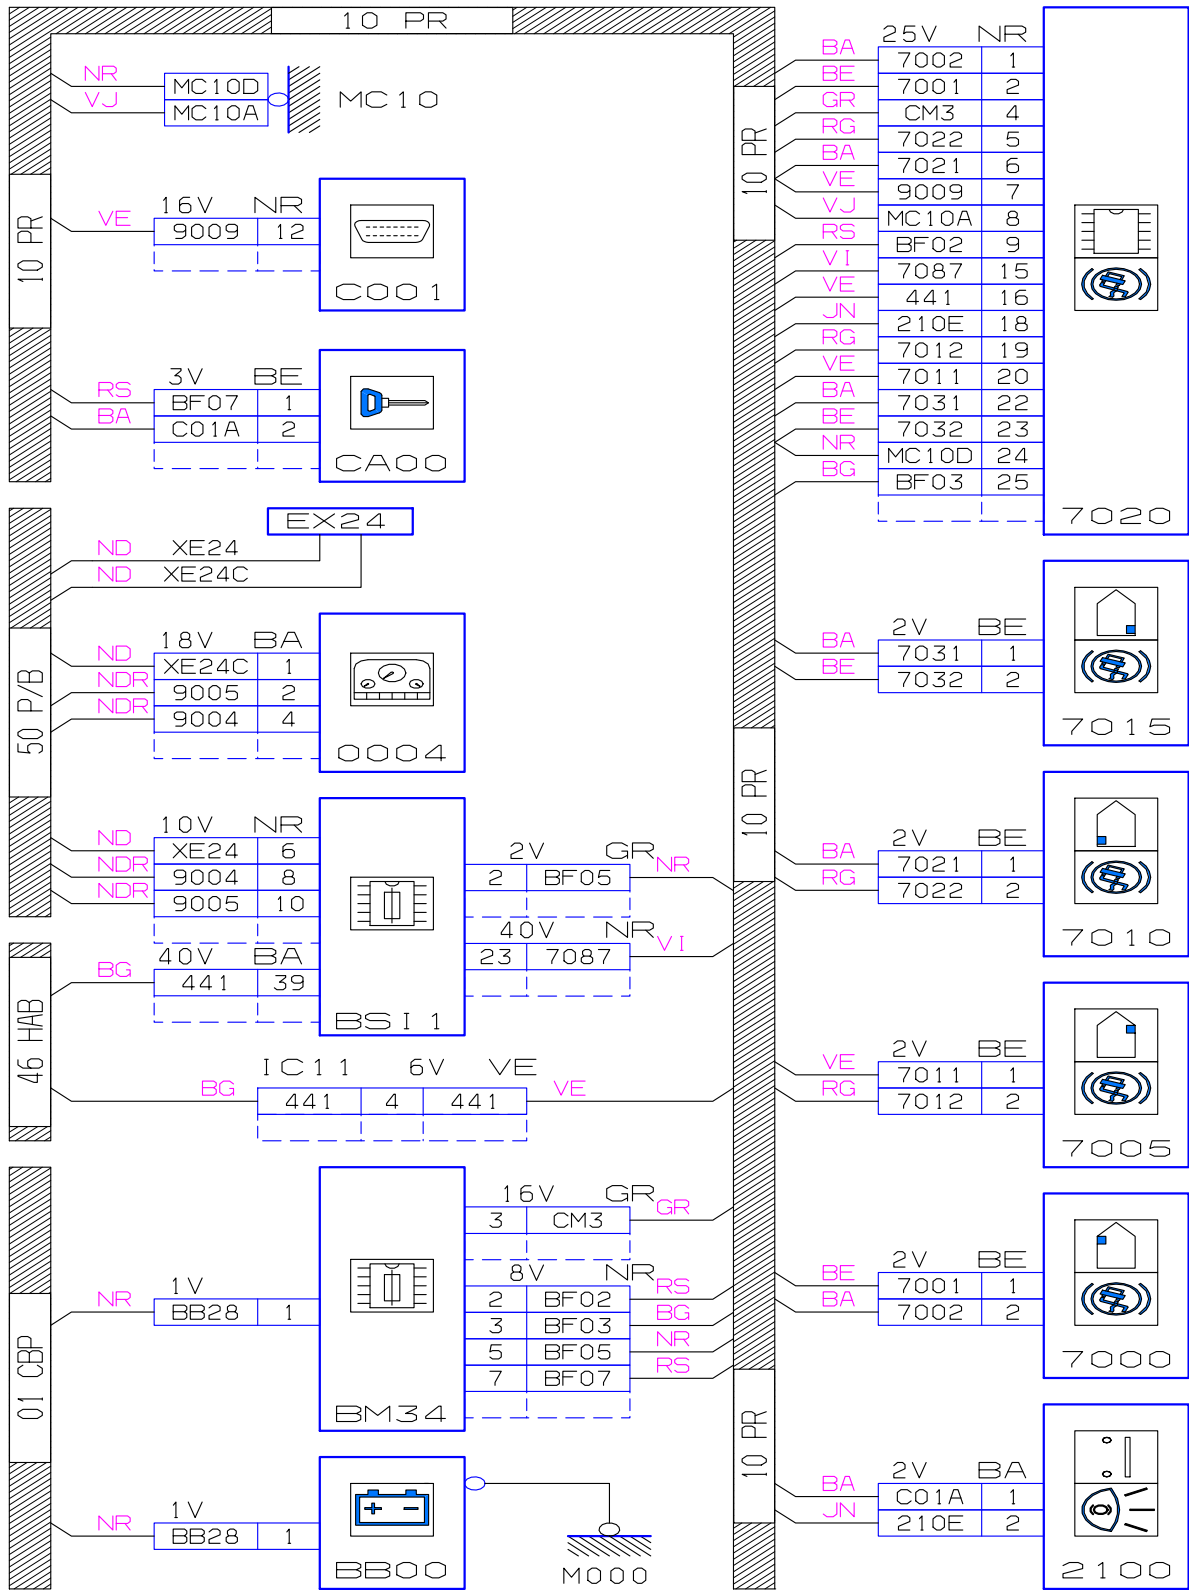 10 PR
NR MC10D
VJ MC10A
MC10
10 PR
16V NR
VE 9009 12
C001
3V BE
RS BF07 1
BA C01A 2
CA00
EX24
ND XE24
ND XE24C
50 P/B
18V BA
ND XE24C 1
NDR 9005 2
NDR 9004 4
0004
10V NR
ND XE24 6
NDR 9004 8
NDR 9005 10
40V BA
BG 441 39
2V GR
2 BF05 NR
40V NR
23 7087 VI
BSI1
46 HAB
IC11 6V VE
BG 441 4 441 VE
01 CBP
1V
NR BB28 1
16V GR
3 CM3 GR
8V NR
2 BF02 RS
3 BF03 BG
5 BF05 NR
7 BF07 RS
BM34
1V
NR BB28 1
+ -
BB00
M000
10 PR
10 PR
10 PR
25V NR
BA 7002 1
BE 7001 2
GR CM3 4
RG 7022 5
BA 7021 6
VE 9009 7
VJ MC10A 8
RS BF02 9
VI 7087 15
VE 441 16
JN 210E 18
RG 7012 19
VE 7011 20
BA 7031 22
BE 7032 23
NR MC10D 24
BG BF03 25
7020
2V BE
BA 7031 1
BE 7032 2
7015
2V BE
BA 7021 1
RG 7022 2
7010
2V BE
VE 7011 1
RG 7012 2
7005
2V BE
BE 7001 1
BA 7002 2
7000
2V BA
BA C01A 1
JN 210E 2
2100